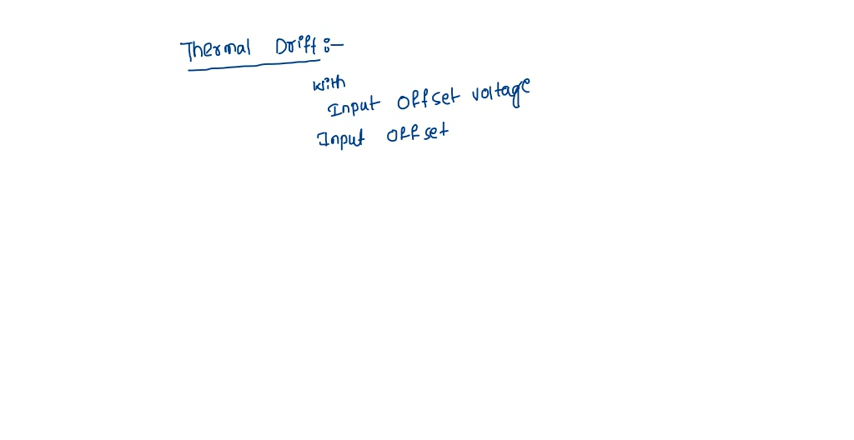 Thermal Drift :-
with
Input Offset voltage
Input Offset